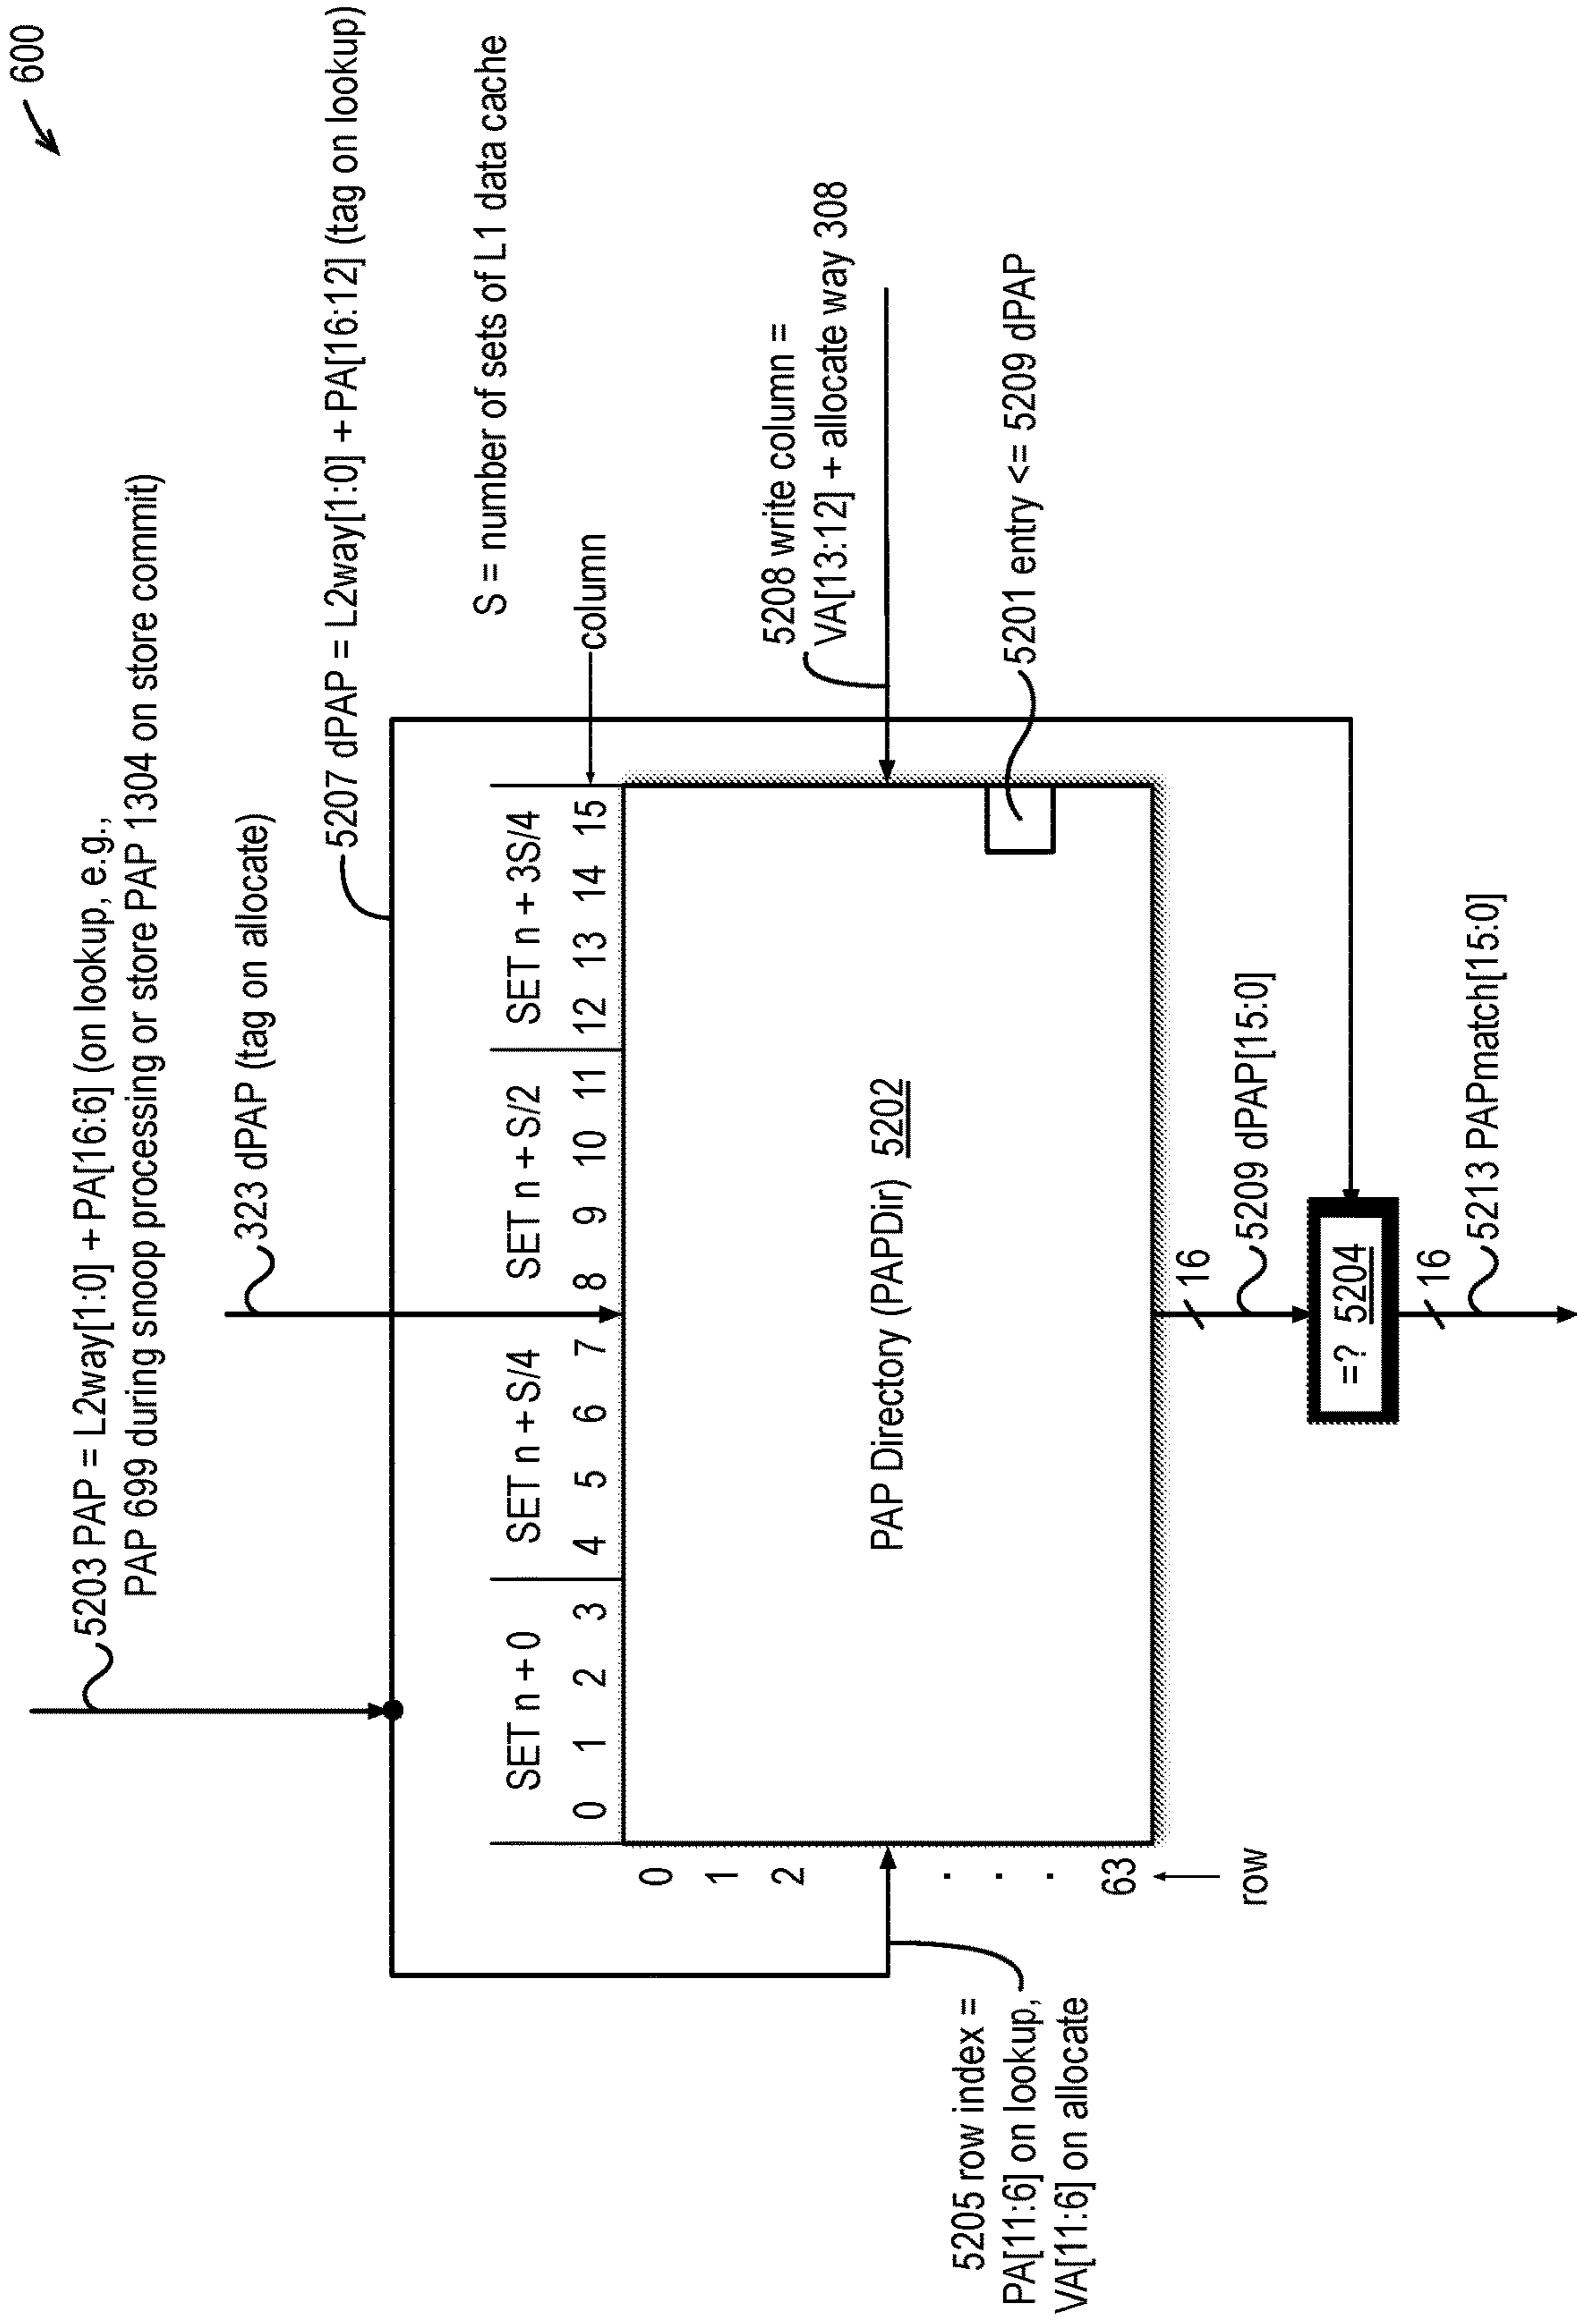 600
5203 PAP = L2way[1:0] + PA[16:6] (on lookup, e.g.,
PAP 699 during snoop processing or store PAP 1304 on store commit)
323 dPAP (tag on allocate)
5207 dPAP = L2way[1:0] + PA[16:12] (tag on lookup)
S = number of sets of L1 data cache
SET n + 0
SET n + S/4
SET n + S/2
SET n + 3S/4
column
0 1 2 3 4 5 6 7 8 9 10 11 12 13 14 15
0
1
2
.
.
.
63
row
5205 row index =
PA[11:6] on lookup,
VA[11:6] on allocate
PAP Directory (PAPDir) 5202
5208 write column =
VA[13:12] + allocate way 308
5201 entry <= 5209 dPAP
16
5209 dPAP[15:0]
=? 5204
16
5213 PAPmatch[15:0]